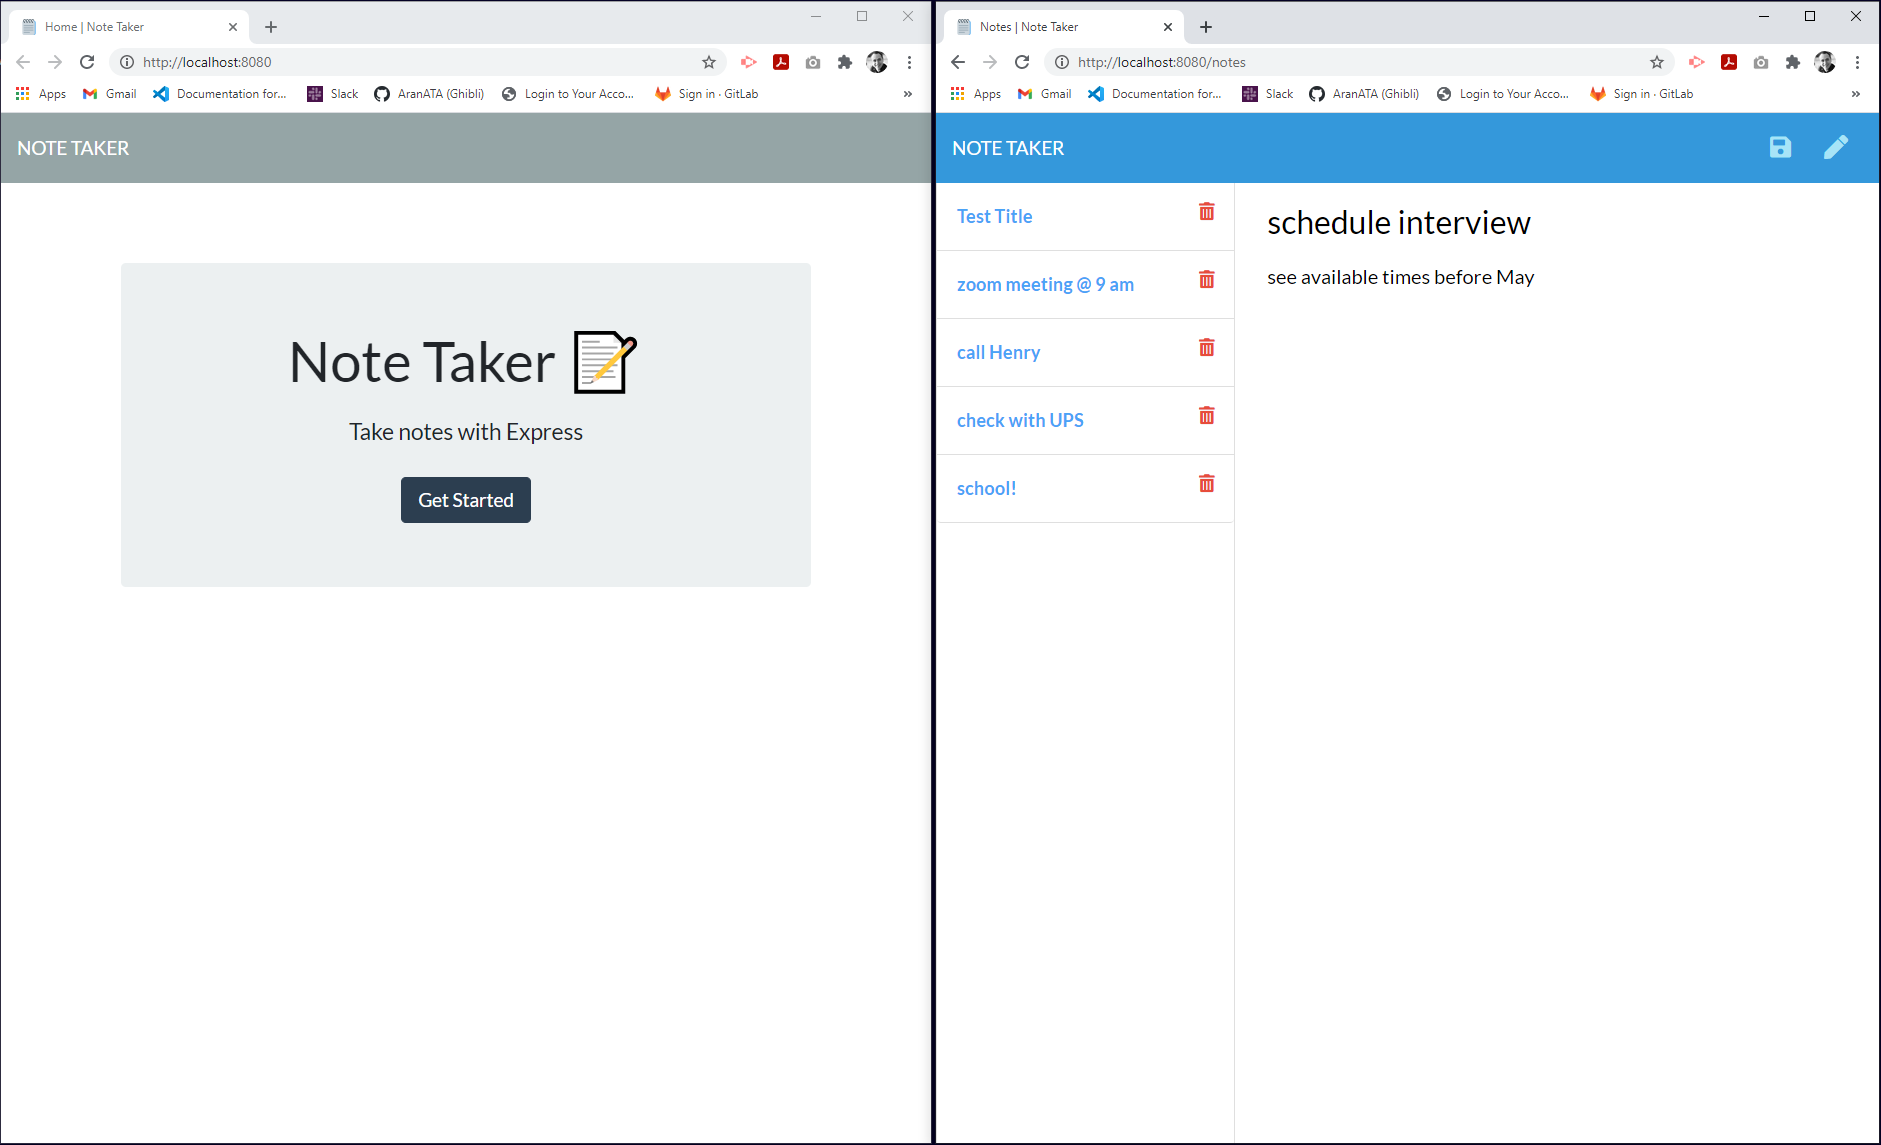 Home | Note Taker
http://localhost:8080
Apps
Gmail
Documentation for...
Slack
AranATA (Ghibli)
Login to Your Acco...
Sign in · GitLab
»
NOTE TAKER
Note Taker
Take notes with Express
Get Started
Notes | Note Taker
http://localhost:8080/notes
Apps
Gmail
Documentation for...
Slack
AranATA (Ghibli)
Login to Your Acco...
Sign in · GitLab
»
NOTE TAKER
Test Title
zoom meeting @ 9 am
call Henry
check with UPS
school!
schedule interview
see available times before May